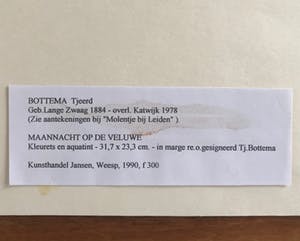 BOTTEMA Tjeerd
Geb.Lange Zwaag 1884 - overl. Katwijk 1978
(Zie aantekeningen bij "Molentje bij Leiden" ).
MAANNACHT OP DE VELUWE
Kleurets en aquatint - 31,7 x 23,3 cm. - in marge re.o.gesigneerd Tj.Bottema
Kunsthandel Jansen, Weesp, 1990, f 300